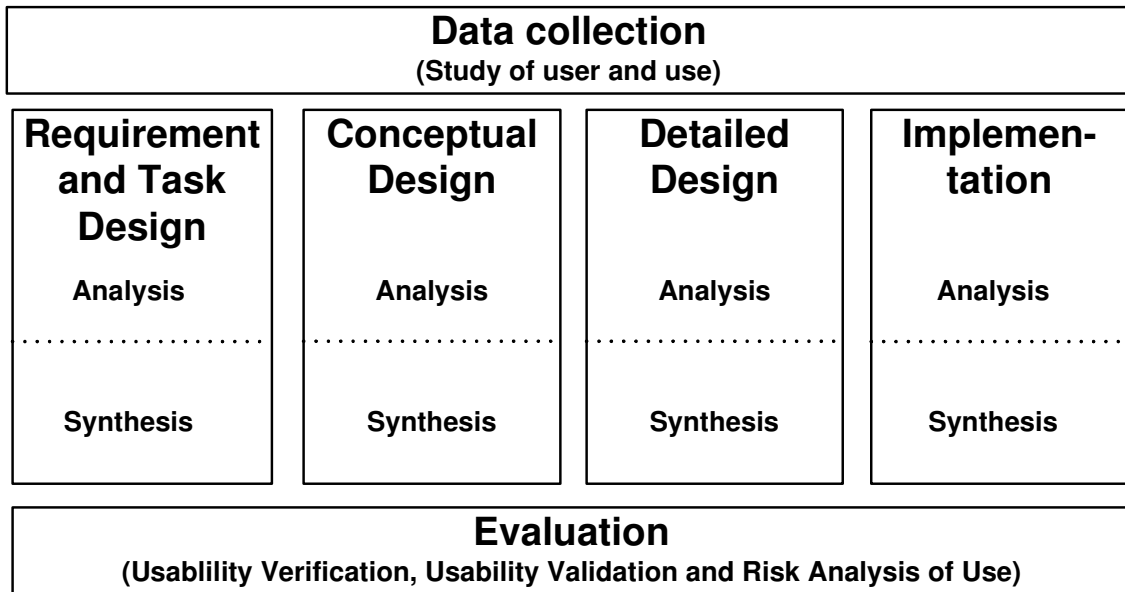 Data collection
(Study of user and use)
Requirement
and Task
Design
Analysis
Synthesis
Conceptual
Design
Analysis
Synthesis
Detailed
Design
Analysis
Synthesis
Implemen-
tation
Analysis
Synthesis
Evaluation
(Usablility Verification, Usability Validation and Risk Analysis of Use)